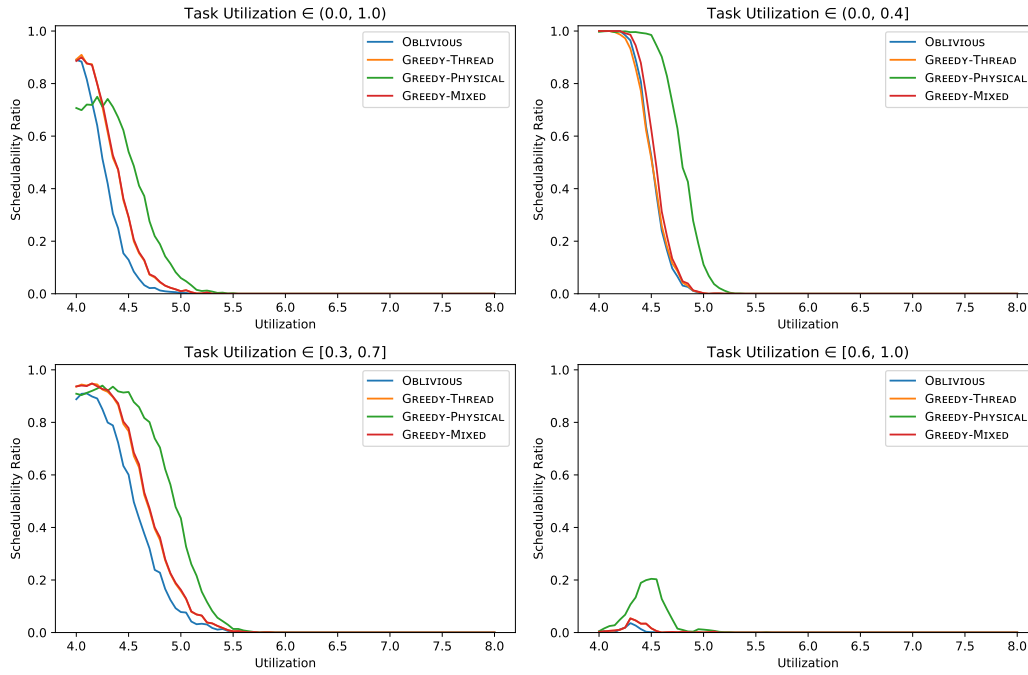 Task Utilization ∈ (0.0, 1.0)
1.0
0.8
0.6
0.4
0.2
0.0
Schedulability Ratio
Oblivious
Greedy-Thread
Greedy-Physical
Greedy-Mixed
4.0 4.5 5.0 5.5 6.0 6.5 7.0 7.5 8.0
Utilization
Task Utilization ∈ (0.0, 0.4]
1.0
0.8
0.6
0.4
0.2
0.0
Schedulability Ratio
Oblivious
Greedy-Thread
Greedy-Physical
Greedy-Mixed
4.0 4.5 5.0 5.5 6.0 6.5 7.0 7.5 8.0
Utilization
Task Utilization ∈ [0.3, 0.7]
1.0
0.8
0.6
0.4
0.2
0.0
Schedulability Ratio
Oblivious
Greedy-Thread
Greedy-Physical
Greedy-Mixed
4.0 4.5 5.0 5.5 6.0 6.5 7.0 7.5 8.0
Utilization
Task Utilization ∈ [0.6, 1.0)
1.0
0.8
0.6
0.4
0.2
0.0
Schedulability Ratio
Oblivious
Greedy-Thread
Greedy-Physical
Greedy-Mixed
4.0 4.5 5.0 5.5 6.0 6.5 7.0 7.5 8.0
Utilization